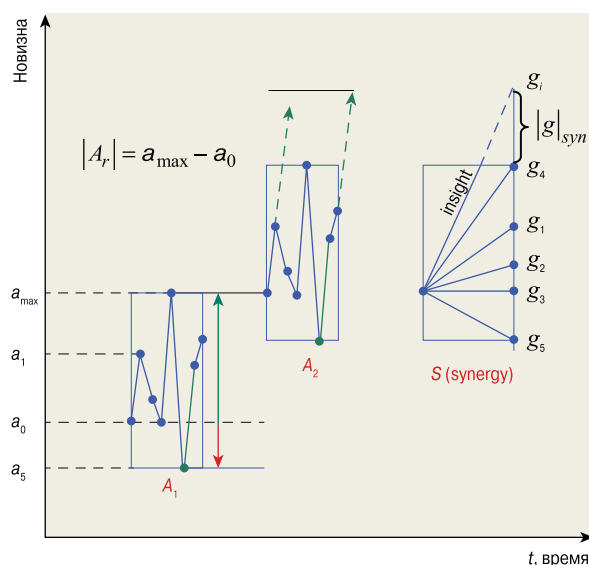 Новизна
|A_r| = a_max − a_0
a_max
a_1
a_0
a_5
A_1
A_2
insight
g_i
|g|_syn
g_4
g_1
g_2
g_3
g_5
S (synergy)
t, время